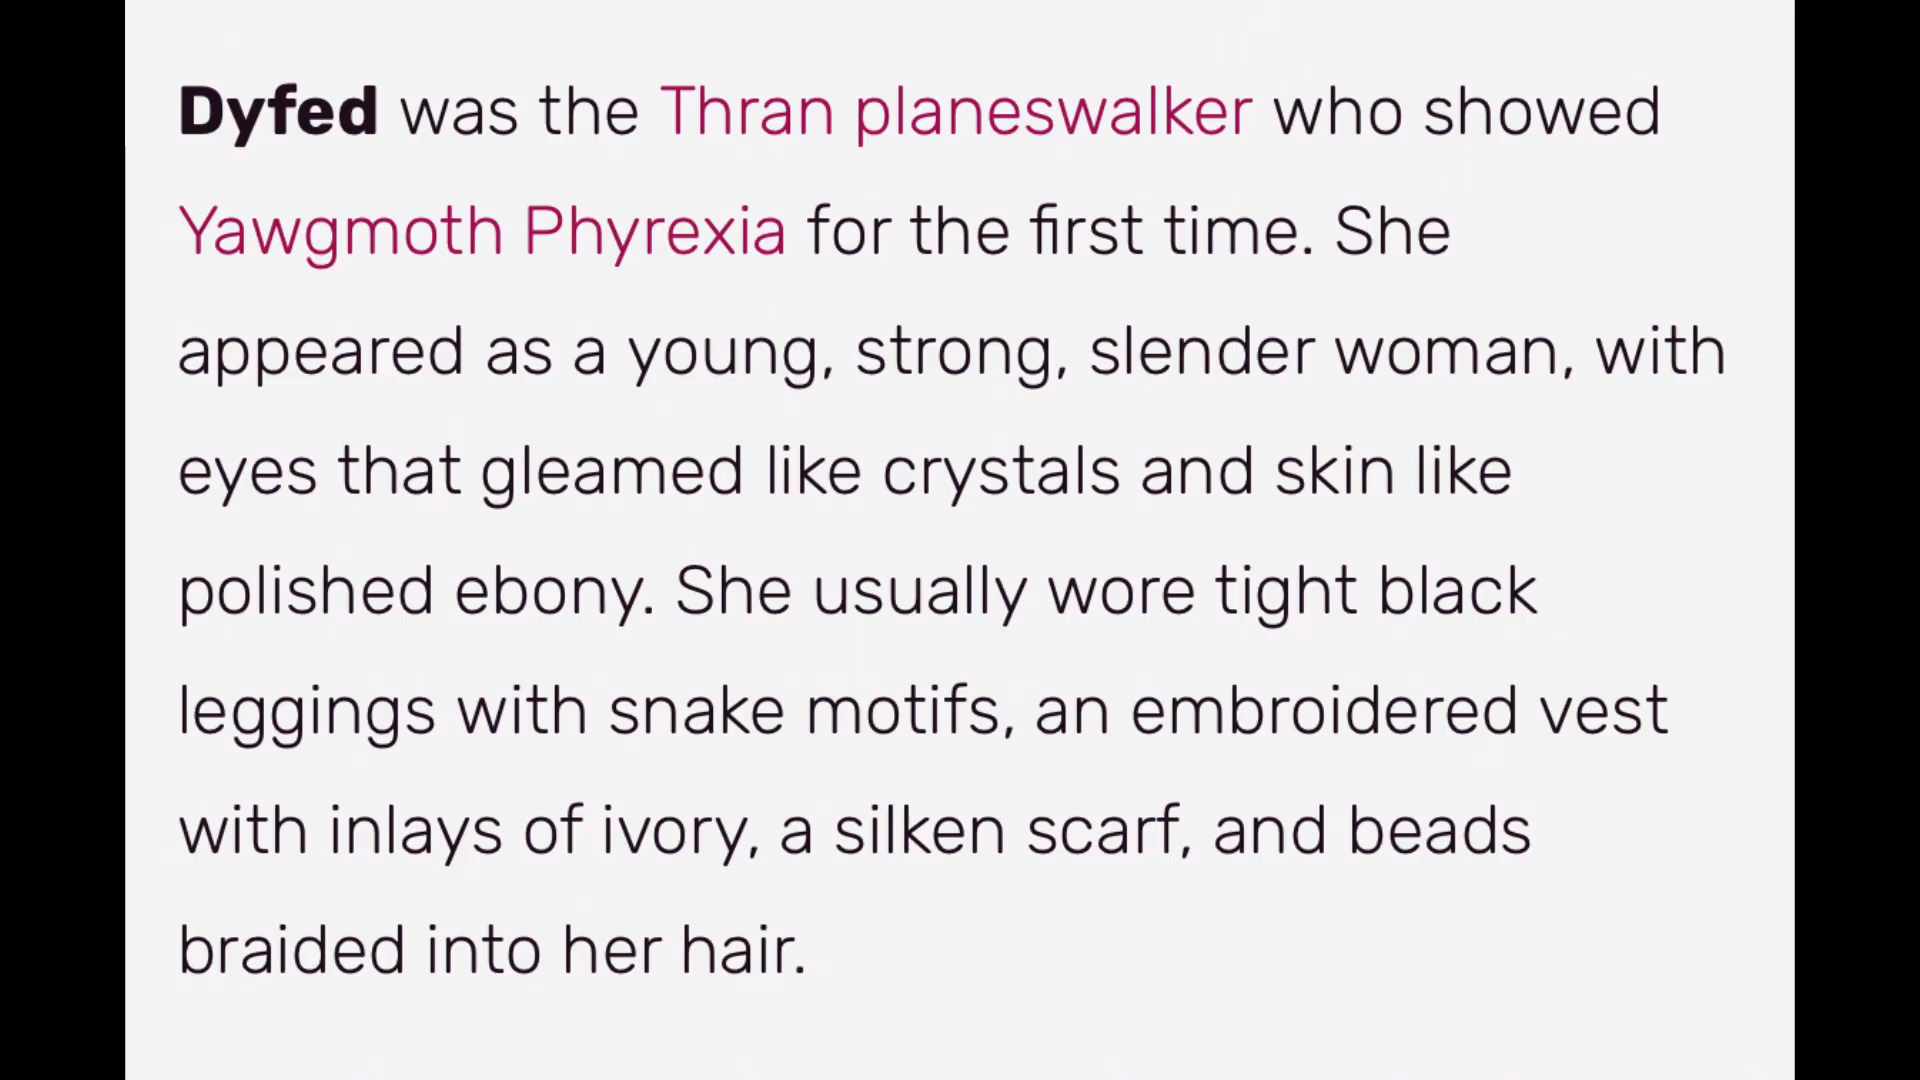 Dyfed was the Thran planeswalker who showed
Yawgmoth Phyrexia for the first time. She
appeared as a young, strong, slender woman, with
eyes that gleamed like crystals and skin like
polished ebony. She usually wore tight black
leggings with snake motifs, an embroidered vest
with inlays of ivory, a silken scarf, and beads
braided into her hair.